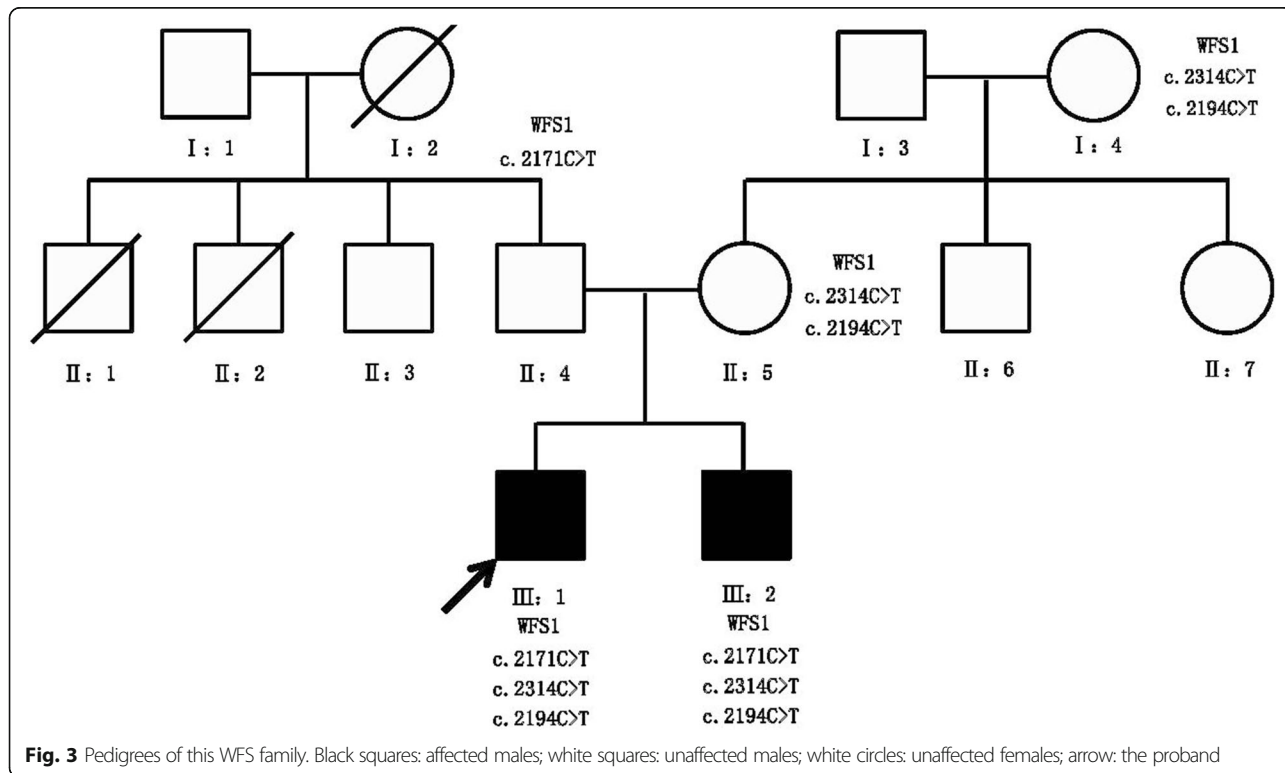 WFS1
c. 2314C>T
c. 2194C>T
I: 1
I: 2
I: 3
I: 4
WFS1
c. 2171C>T
WFS1
c. 2314C>T
c. 2194C>T
II: 1
II: 2
II: 3
II: 4
II: 5
II: 6
II: 7
III: 1
WFS1
c. 2171C>T
c. 2314C>T
c. 2194C>T
III: 2
WFS1
c. 2171C>T
c. 2314C>T
c. 2194C>T
Fig. 3 Pedigrees of this WFS family. Black squares: affected males; white squares: unaffected males; white circles: unaffected females; arrow: the proband